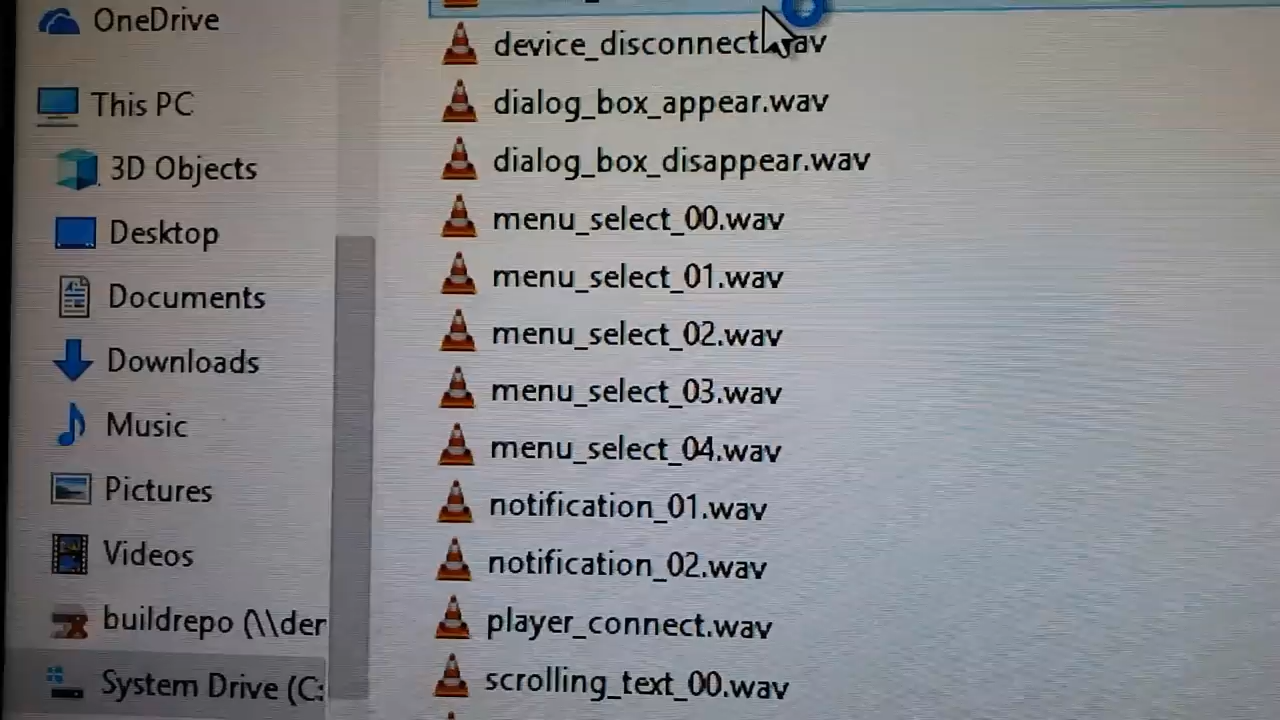 OneDrive
This PC
3D Objects
Desktop
Documents
Downloads
Music
Pictures
Videos
buildrepo (\\der
System Drive (C:
device_disconnect.wav
dialog_box_appear.wav
dialog_box_disappear.wav
menu_select_00.wav
menu_select_01.wav
menu_select_02.wav
menu_select_03.wav
menu_select_04.wav
notification_01.wav
notification_02.wav
player_connect.wav
scrolling_text_00.wav